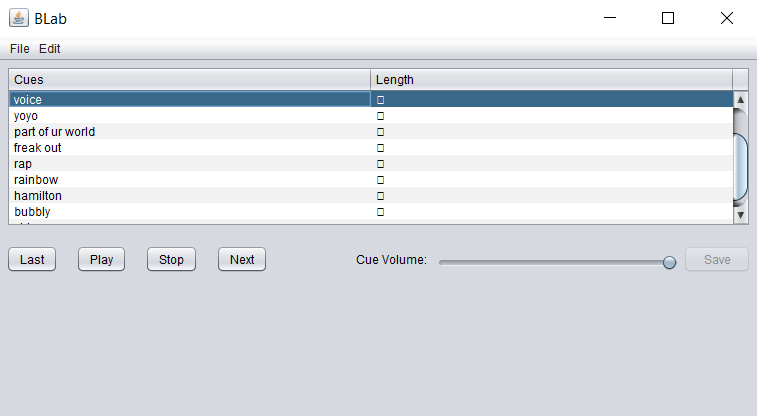 BLab
File Edit
Cues Length
voice
yoyo
part of ur world
freak out
rap
rainbow
hamilton
bubbly
Last Play Stop Next Cue Volume: Save